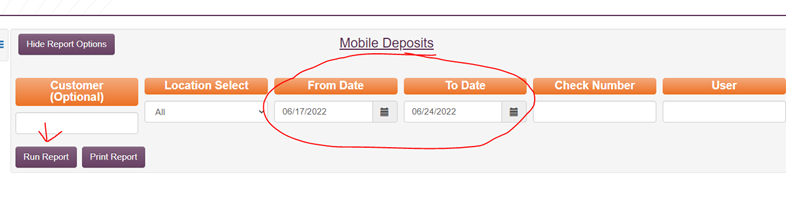 Hide Report Options
Mobile Deposits
Customer
(Optional)
Location Select
From Date
To Date
Check Number
User
All
06/17/2022
06/24/2022
Run Report
Print Report